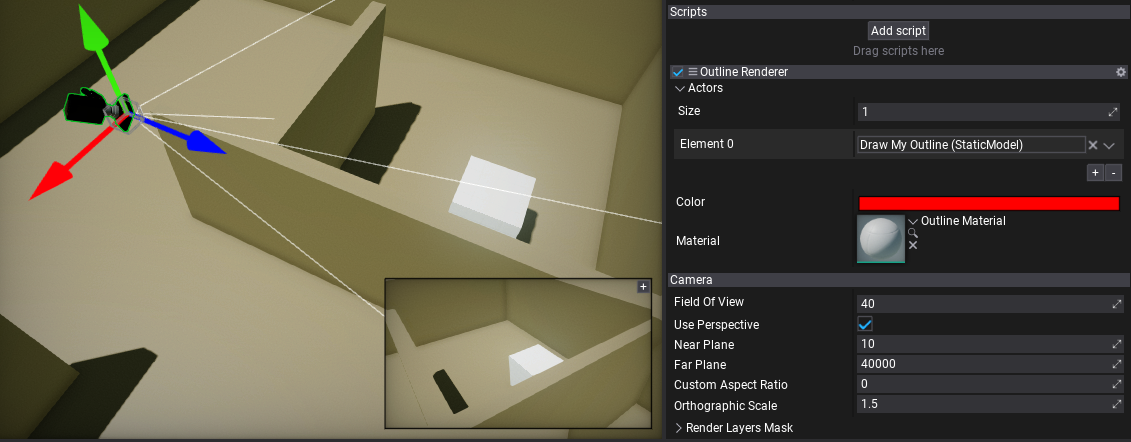 Scripts
Add script
Drag scripts here
Outline Renderer
Actors
Size 1
Element 0 Draw My Outline (StaticModel)
+ -
Color
Material Outline Material
Camera
Field Of View 40
Use Perspective
Near Plane 10
Far Plane 40000
Custom Aspect Ratio 0
Orthographic Scale 1.5
Render Layers Mask
+